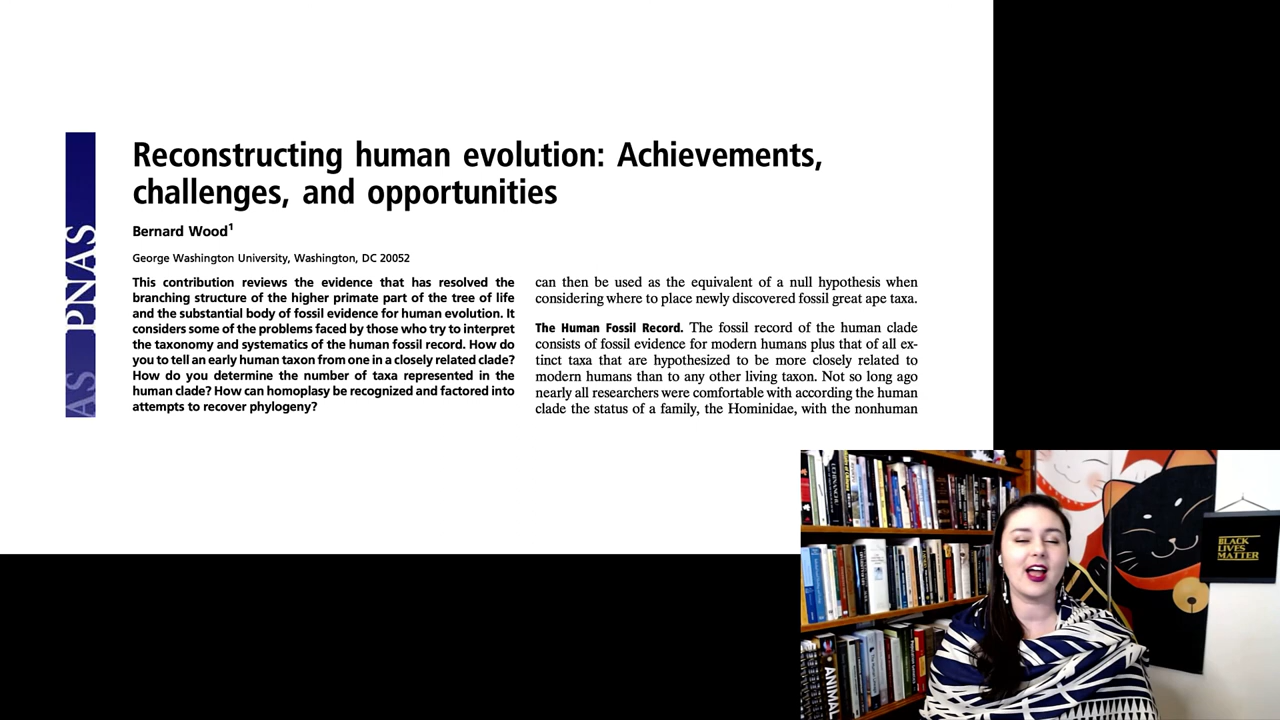 Reconstructing human evolution: Achievements,
challenges, and opportunities
Bernard Wood1
George Washington University, Washington, DC 20052
This contribution reviews the evidence that has resolved the
branching structure of the higher primate part of the tree of life
and the substantial body of fossil evidence for human evolution. It
considers some of the problems faced by those who try to interpret
the taxonomy and systematics of the human fossil record. How do
you to tell an early human taxon from one in a closely related clade?
How do you determine the number of taxa represented in the
human clade? How can homoplasy be recognized and factored into
attempts to recover phylogeny?
can then be used as the equivalent of a null hypothesis when
considering where to place newly discovered fossil great ape taxa.
The Human Fossil Record. The fossil record of the human clade
consists of fossil evidence for modern humans plus that of all ex-
tinct taxa that are hypothesized to be more closely related to
modern humans than to any other living taxon. Not so long ago
nearly all researchers were comfortable with according the human
clade the status of a family, the Hominidae, with the nonhuman
PNAS
AS
BLACK
LIVES
MATTER
ANIMAL